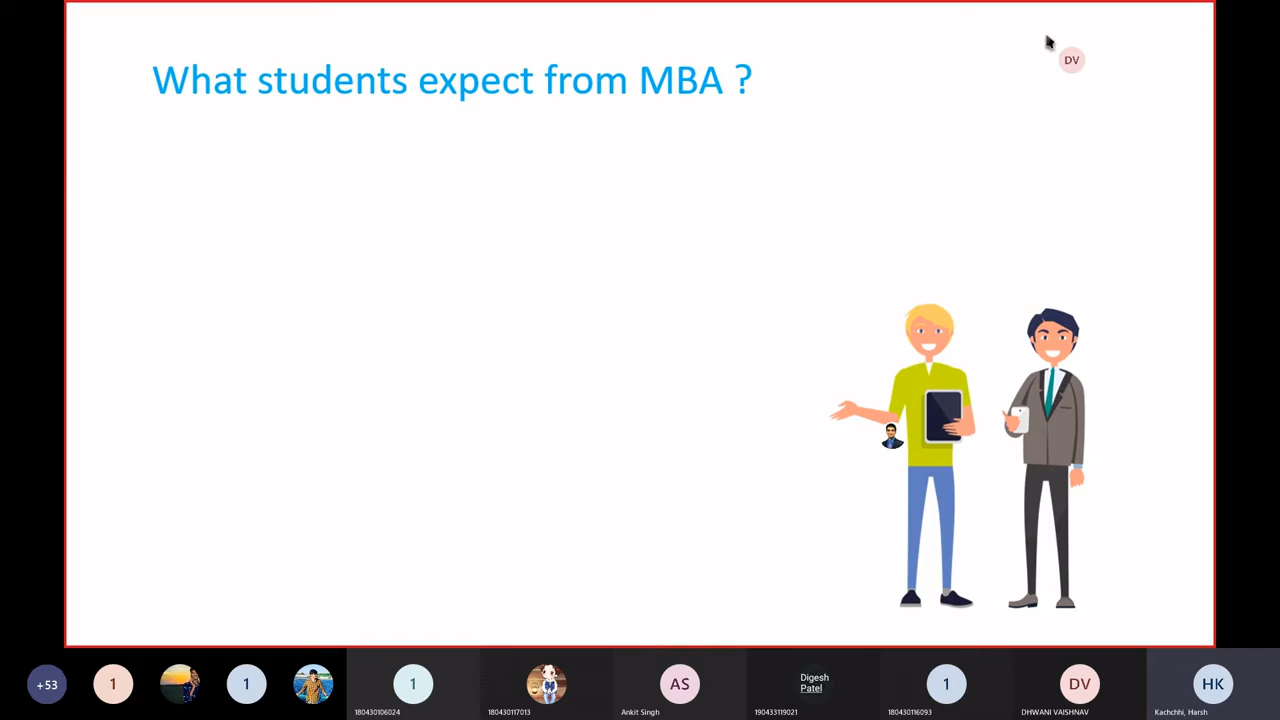 What students expect from MBA ?
DV
+53
1
1
1
AS
Digesh
Patel
1
DV
HK
180430106024
180430117013
Ankit Singh
190433119021
180430116093
DHWANI VAISHNAV
Kachchhi, Harsh